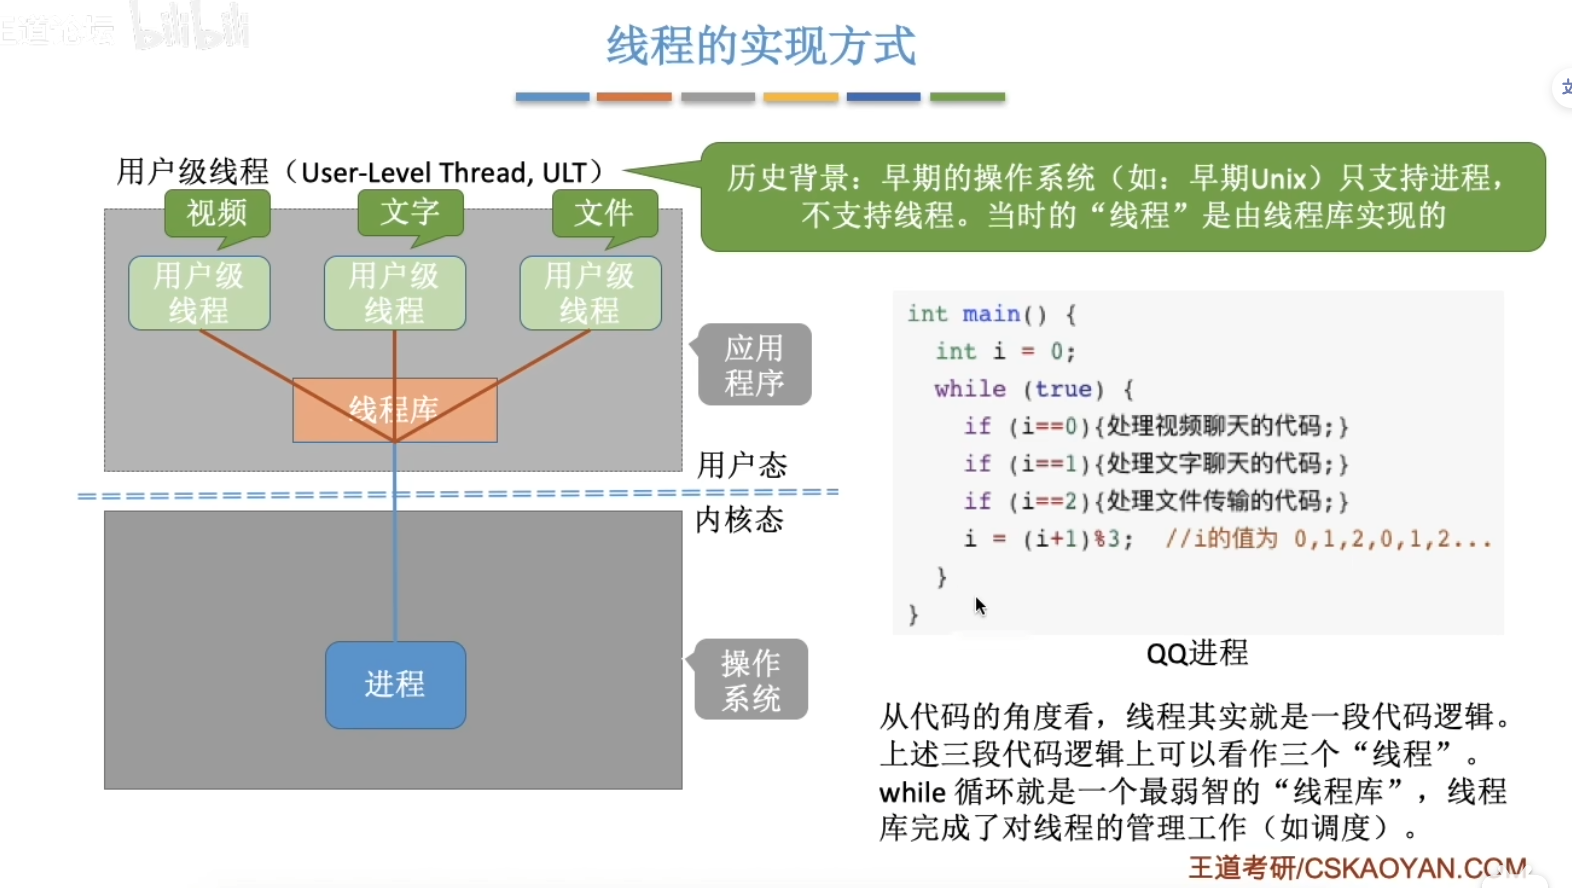 王道论坛 bilibili
线程的实现方式
用户级线程（User-Level Thread, ULT）
历史背景：早期的操作系统（如：早期Unix）只支持进程，
不支持线程。当时的“线程”是由线程库实现的
视频
文字
文件
用户级
线程
用户级
线程
用户级
线程
线程库
应用
程序
用户态
内核态
进程
操作
系统
int main() {
int i = 0;
while (true) {
if (i==0){处理视频聊天的代码;}
if (i==1){处理文字聊天的代码;}
if (i==2){处理文件传输的代码;}
i = (i+1)%3; //i的值为 0,1,2,0,1,2...
}
}
QQ进程
从代码的角度看，线程其实就是一段代码逻辑。
上述三段代码逻辑上可以看作三个“线程”。
while 循环就是一个最弱智的“线程库”，线程
库完成了对线程的管理工作（如调度）。
王道考研/CSKAOYAN.COM